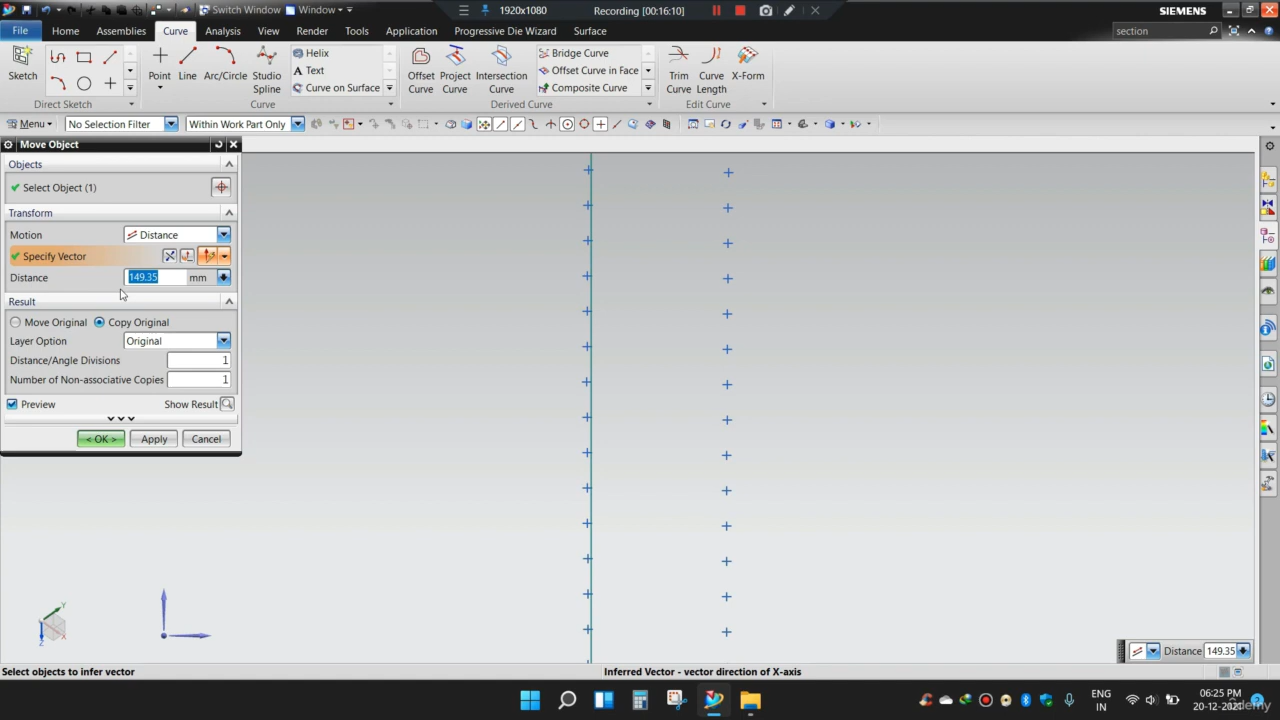 Switch Window Window 1920x1080 Recording [00:16:10] SIEMENS
File Home Assemblies Curve Analysis View Render Tools Application Progressive Die Wizard Surface section
Sketch Point Line Arc/Circle Studio Spline Helix Text Curve on Surface Offset Curve Project Curve Intersection Curve Bridge Curve Offset Curve in Face Composite Curve Trim Curve Curve Length X-Form
Direct Sketch Curve Derived Curve Edit Curve
Menu No Selection Filter Within Work Part Only
Move Object
Objects
Select Object (1)
Transform
Motion Distance
Specify Vector
Distance 149.35 mm
Result
Move Original Copy Original
Layer Option Original
Distance/Angle Divisions 1
Number of Non-associative Copies 1
Preview Show Result
< OK > Apply Cancel
Y
X
Z
Distance 149.35
Select objects to infer vector Inferred Vector - vector direction of X-axis
ENG 06:25 PM
IN 20-12-2021